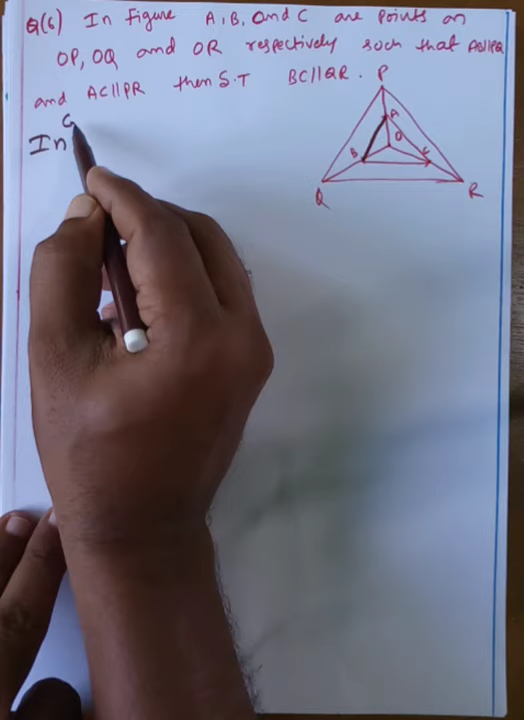 Q(6) In Figure A, B, and C are points on
OP, OQ and OR respectively such that AB||PQ
and AC||PR then S.T BC||QR.
P
A
O
B
Q
R
In